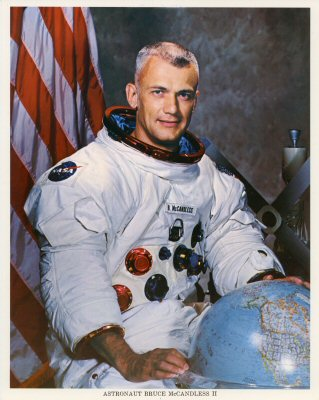 NASA
B. McCANDLESS
ASTRONAUT BRUCE McCANDLESS II